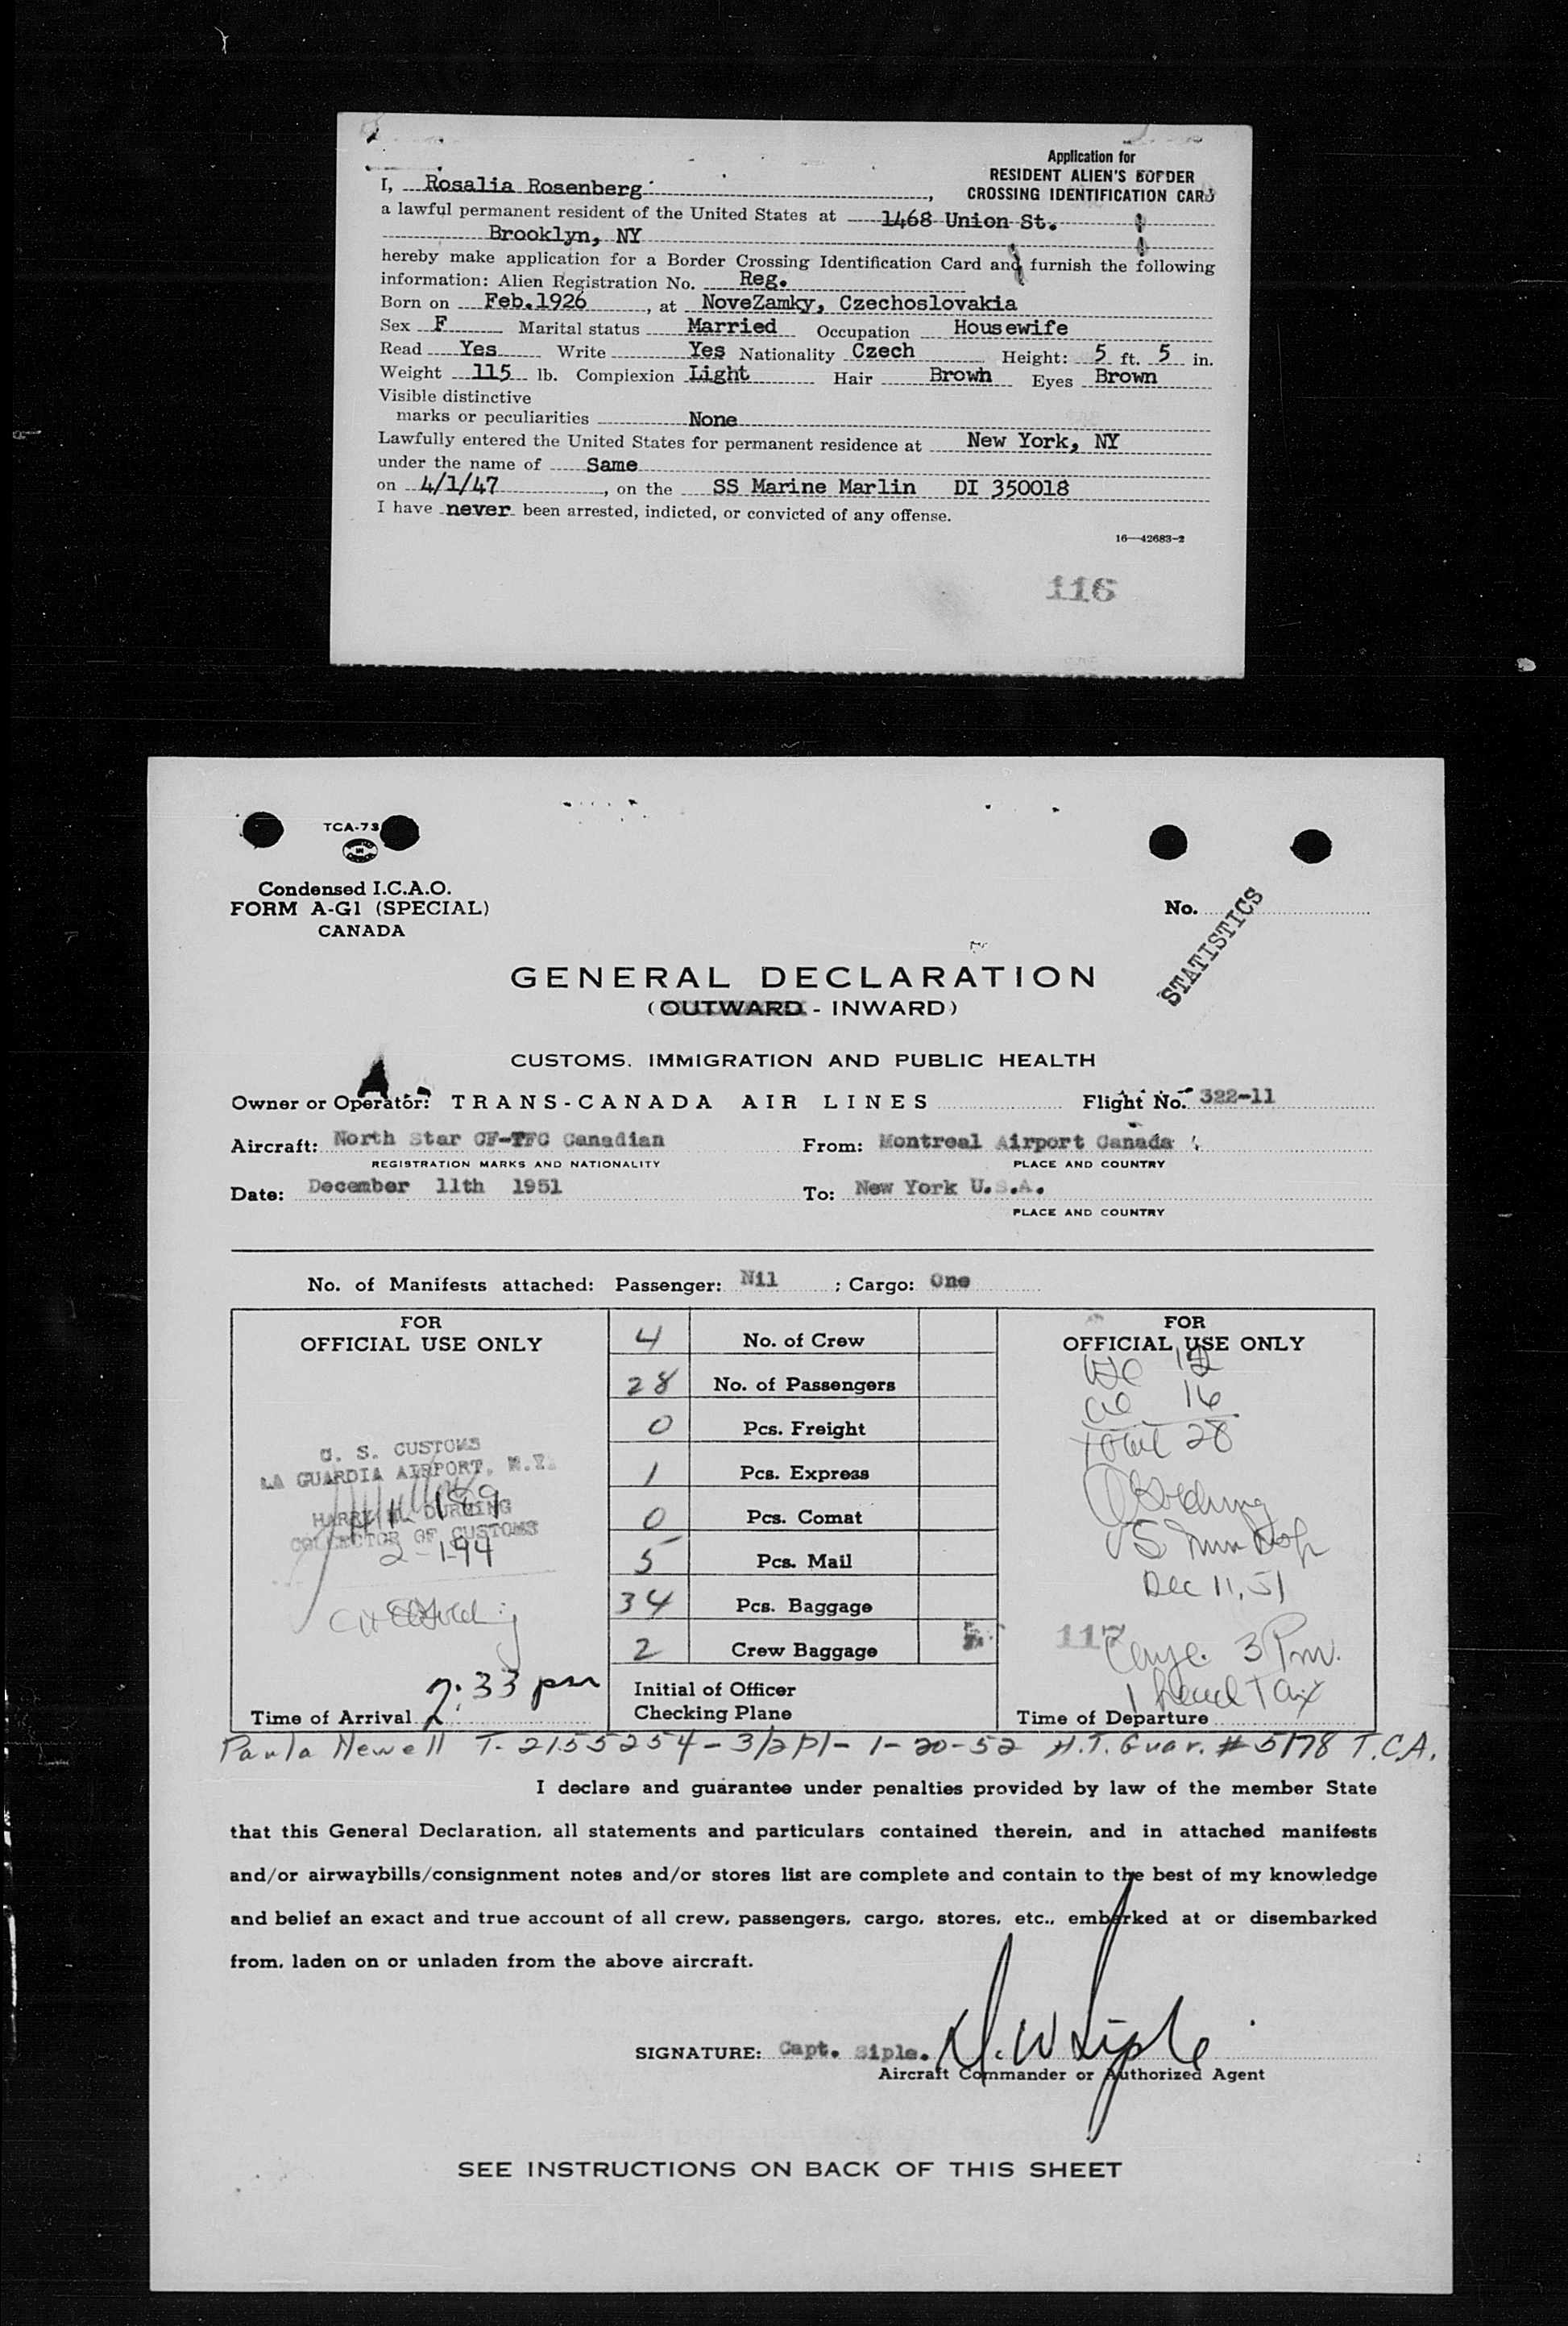 Application for
RESIDENT ALIEN'S BORDER
CROSSING IDENTIFICATION CARD
I, Rosalia Rosenberg,
a lawful permanent resident of the United States at 1468 Union St.
Brooklyn, NY
hereby make application for a Border Crossing Identification Card and furnish the following
information: Alien Registration No. Reg.
Born on Feb.1926, at NoveZamky, Czechoslovakia
Sex F Marital status Married Occupation Housewife
Read Yes Write Yes Nationality Czech Height: 5 ft. 5 in.
Weight 115 lb. Complexion Light Hair Brown Eyes Brown
Visible distinctive
marks or peculiarities None
Lawfully entered the United States for permanent residence at New York, NY
under the name of Same
on 4/1/47, on the SS Marine Marlin DI 350018
I have never been arrested, indicted, or convicted of any offense.
16—42683-2
116
TCA-73
Condensed I.C.A.O.
FORM A-G1 (SPECIAL)
CANADA
No.
STATISTICS
GENERAL DECLARATION
(OUTWARD - INWARD)
CUSTOMS. IMMIGRATION AND PUBLIC HEALTH
A
Owner or Operator: TRANS-CANADA AIR LINES Flight No. 322-11
Aircraft: North Star CF-TFC Canadian From: Montreal Airport Canada
REGISTRATION MARKS AND NATIONALITY PLACE AND COUNTRY
Date: December 11th 1951 To: New York U.S.A.
PLACE AND COUNTRY
No. of Manifests attached: Passenger: Nil ; Cargo: One
FOR
OFFICIAL USE ONLY
U. S. CUSTOMS
LA GUARDIA AIRPORT, N.Y.
HARRY M. DURNING
COLLECTOR OF CUSTOMS
2-194
Time of Arrival 2:33 pm
4 No. of Crew
28 No. of Passengers
0 Pcs. Freight
1 Pcs. Express
0 Pcs. Comat
5 Pcs. Mail
34 Pcs. Baggage
2 Crew Baggage
Initial of Officer
Checking Plane
FOR
OFFICIAL USE ONLY
12
16
Total 28
Dec 11, 51
117
3 Pm.
1 Head Tax
Time of Departure
Paula Newell T-2155254-3/2 P1-1-20-52 H.T. Guar. #5178 T.C.A.
I declare and guarantee under penalties provided by law of the member State
that this General Declaration, all statements and particulars contained therein, and in attached manifests
and/or airwaybills/consignment notes and/or stores list are complete and contain to the best of my knowledge
and belief an exact and true account of all crew, passengers, cargo, stores, etc., embarked at or disembarked
from, laden on or unladen from the above aircraft.
SIGNATURE: Capt. Siple. D.W Siple
Aircraft Commander or Authorized Agent
SEE INSTRUCTIONS ON BACK OF THIS SHEET